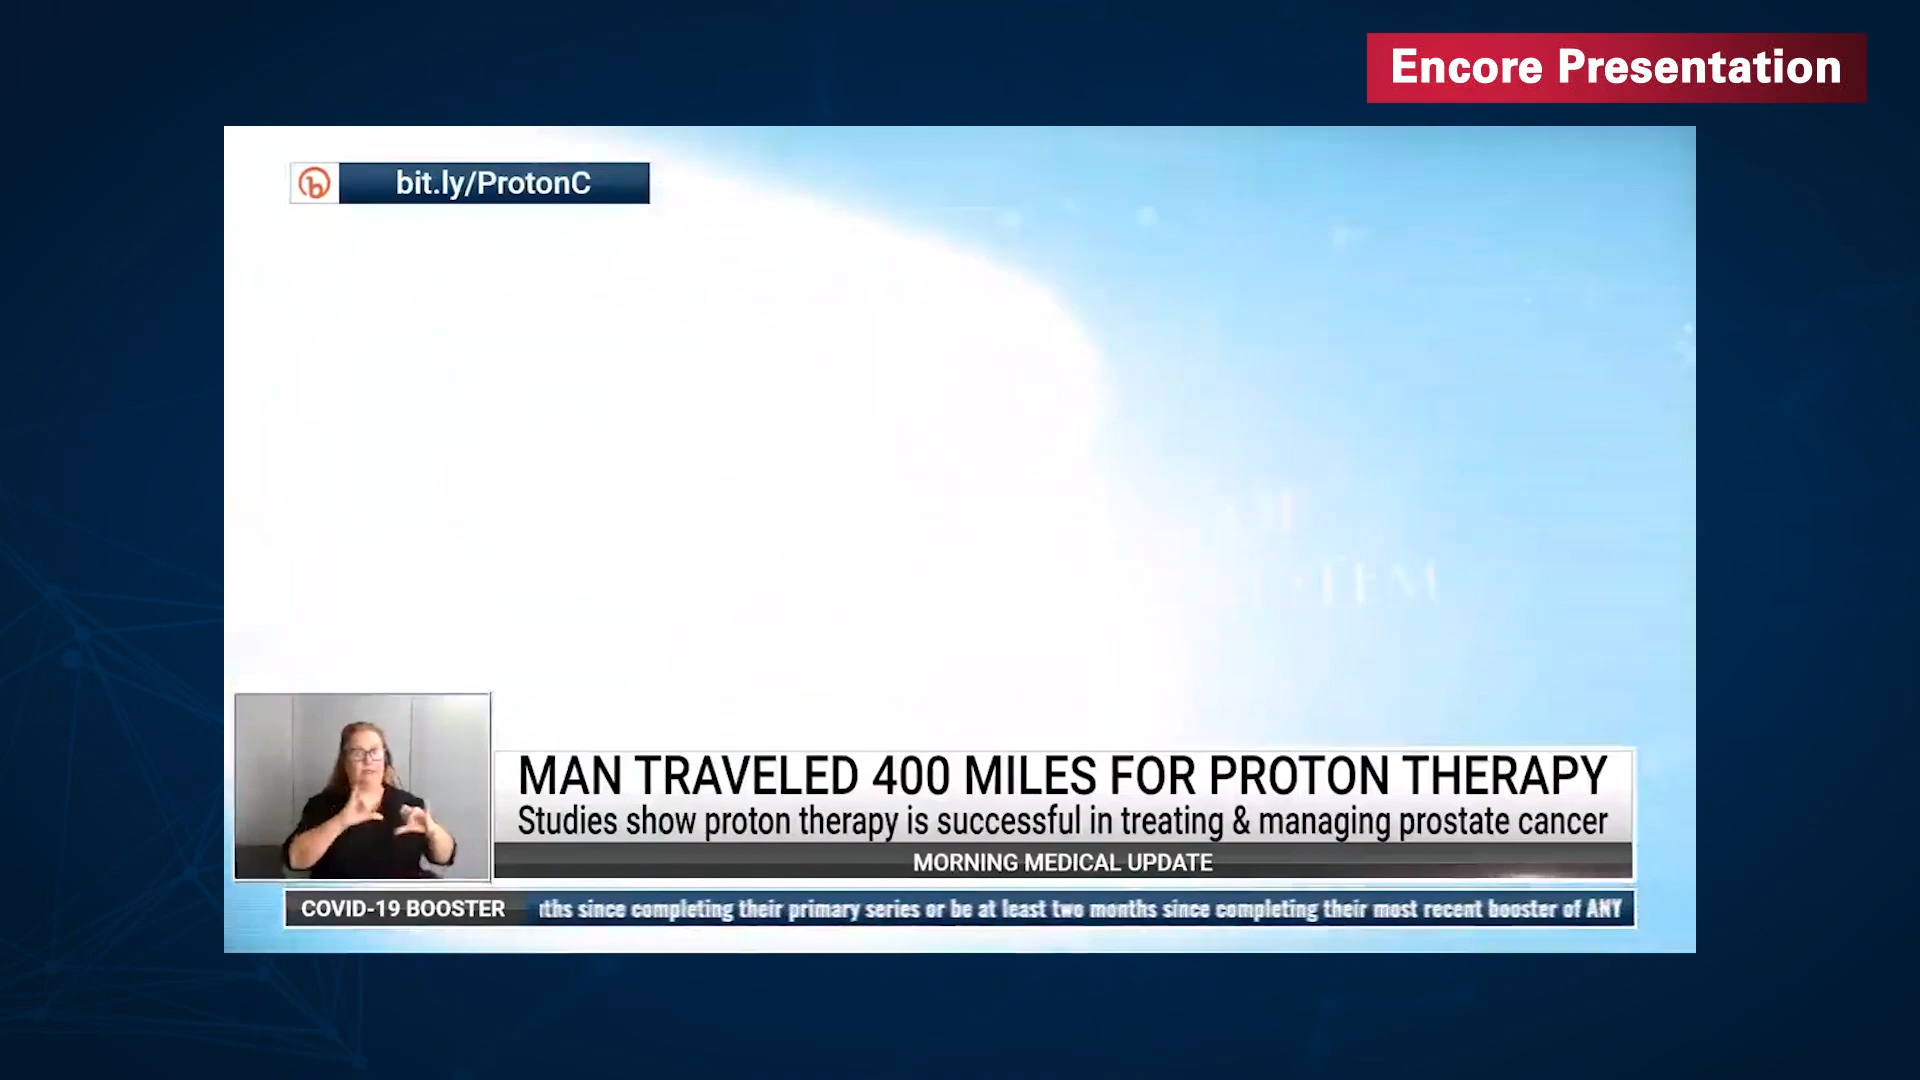 Encore Presentation
bit.ly/ProtonC
MAN TRAVELED 400 MILES FOR PROTON THERAPY
Studies show proton therapy is successful in treating & managing prostate cancer
MORNING MEDICAL UPDATE
COVID-19 BOOSTER
since completing their primary series or be at least two months since completing their most recent booster of ANY